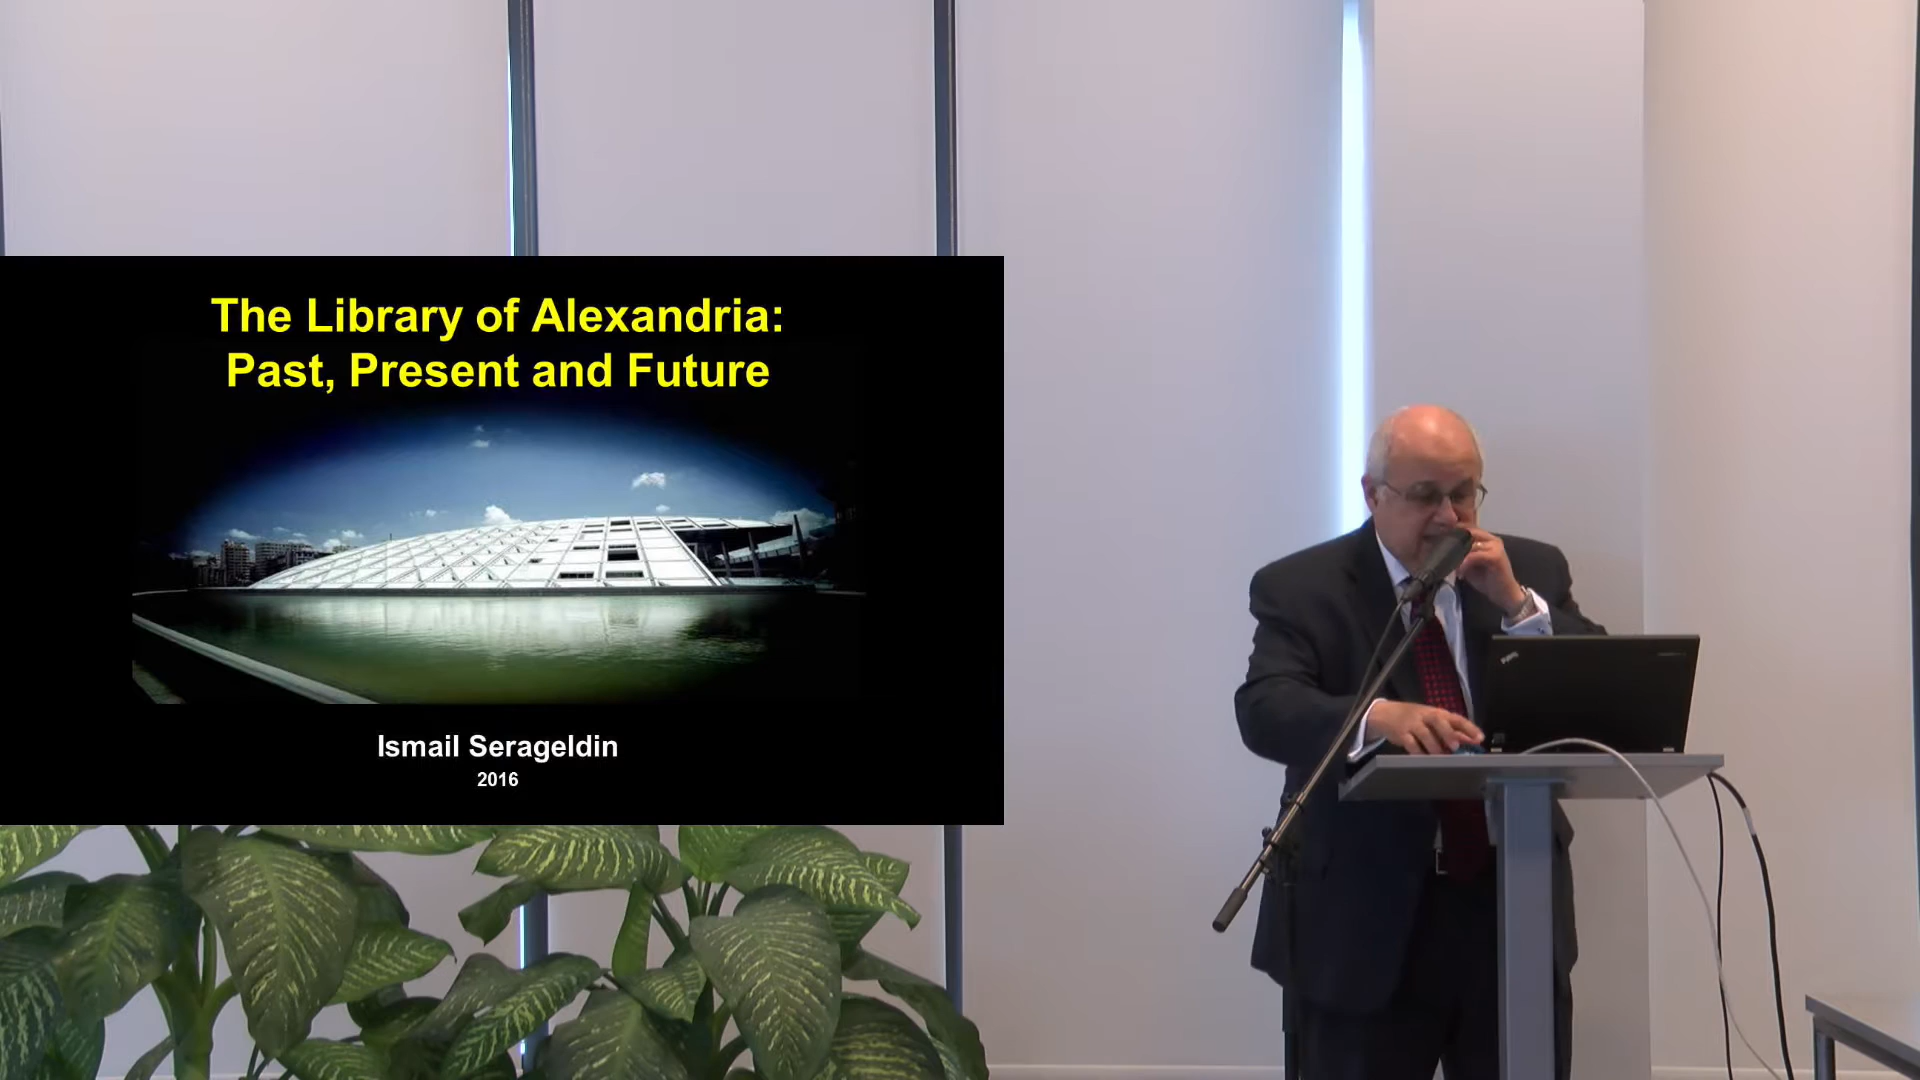 The Library of Alexandria:
Past, Present and Future
Ismail Serageldin
2016